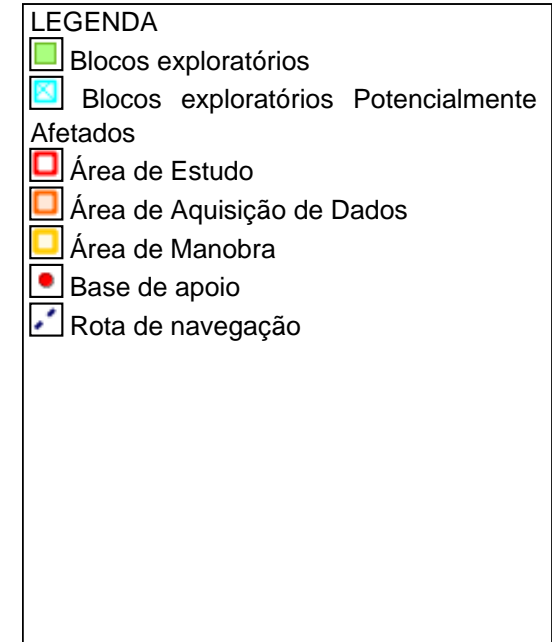 LEGENDA
Blocos exploratórios
Blocos exploratórios Potencialmente
Afetados
Área de Estudo
Área de Aquisição de Dados
Área de Manobra
Base de apoio
Rota de navegação